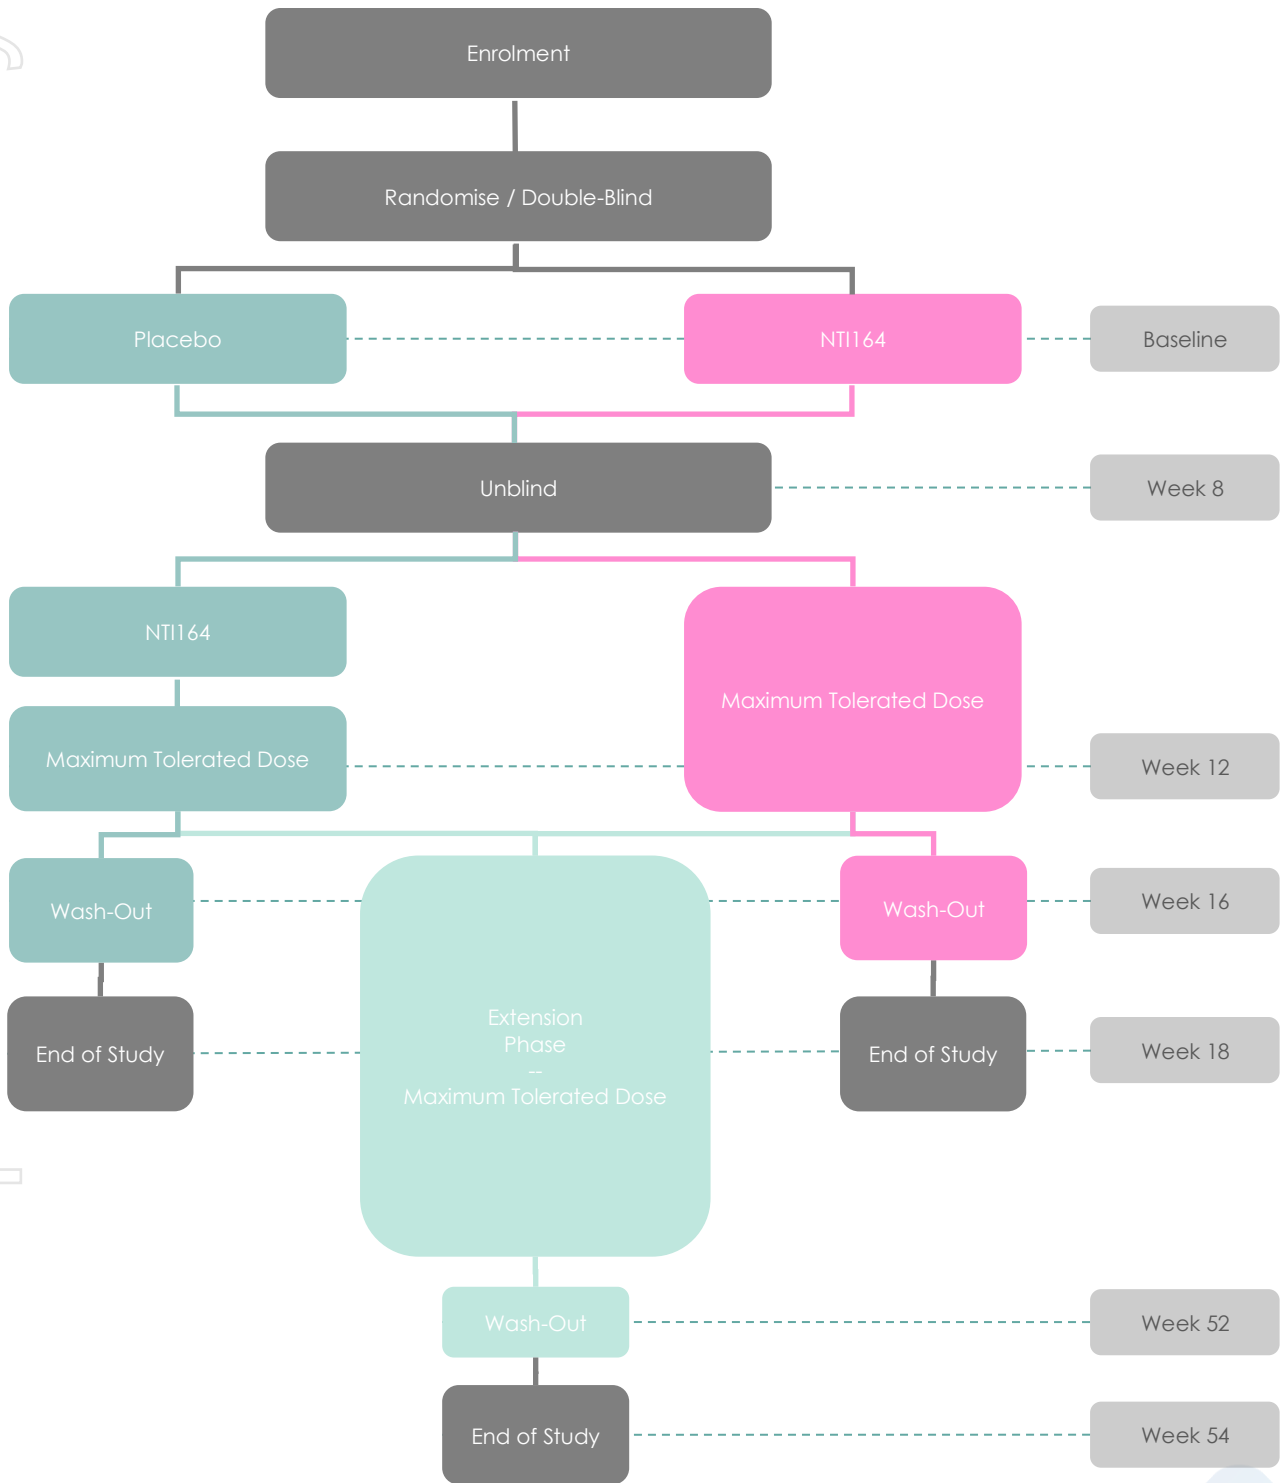 Enrolment
Randomise / Double-Blind
Placebo
NTI164
Baseline
Unblind
Week 8
NTI164
Maximum Tolerated Dose
Maximum Tolerated Dose
Week 12
Wash-Out
Wash-Out
Week 16
Extension
Phase
--
Maximum Tolerated Dose
End of Study
End of Study
Week 18
Wash-Out
Week 52
End of Study
Week 54